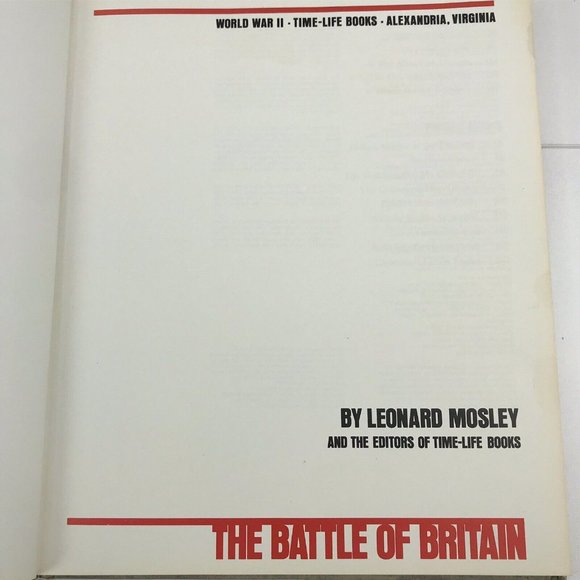 WORLD WAR II · TIME-LIFE BOOKS · ALEXANDRIA, VIRGINIA
BY LEONARD MOSLEY
AND THE EDITORS OF TIME-LIFE BOOKS
THE BATTLE OF BRITAIN